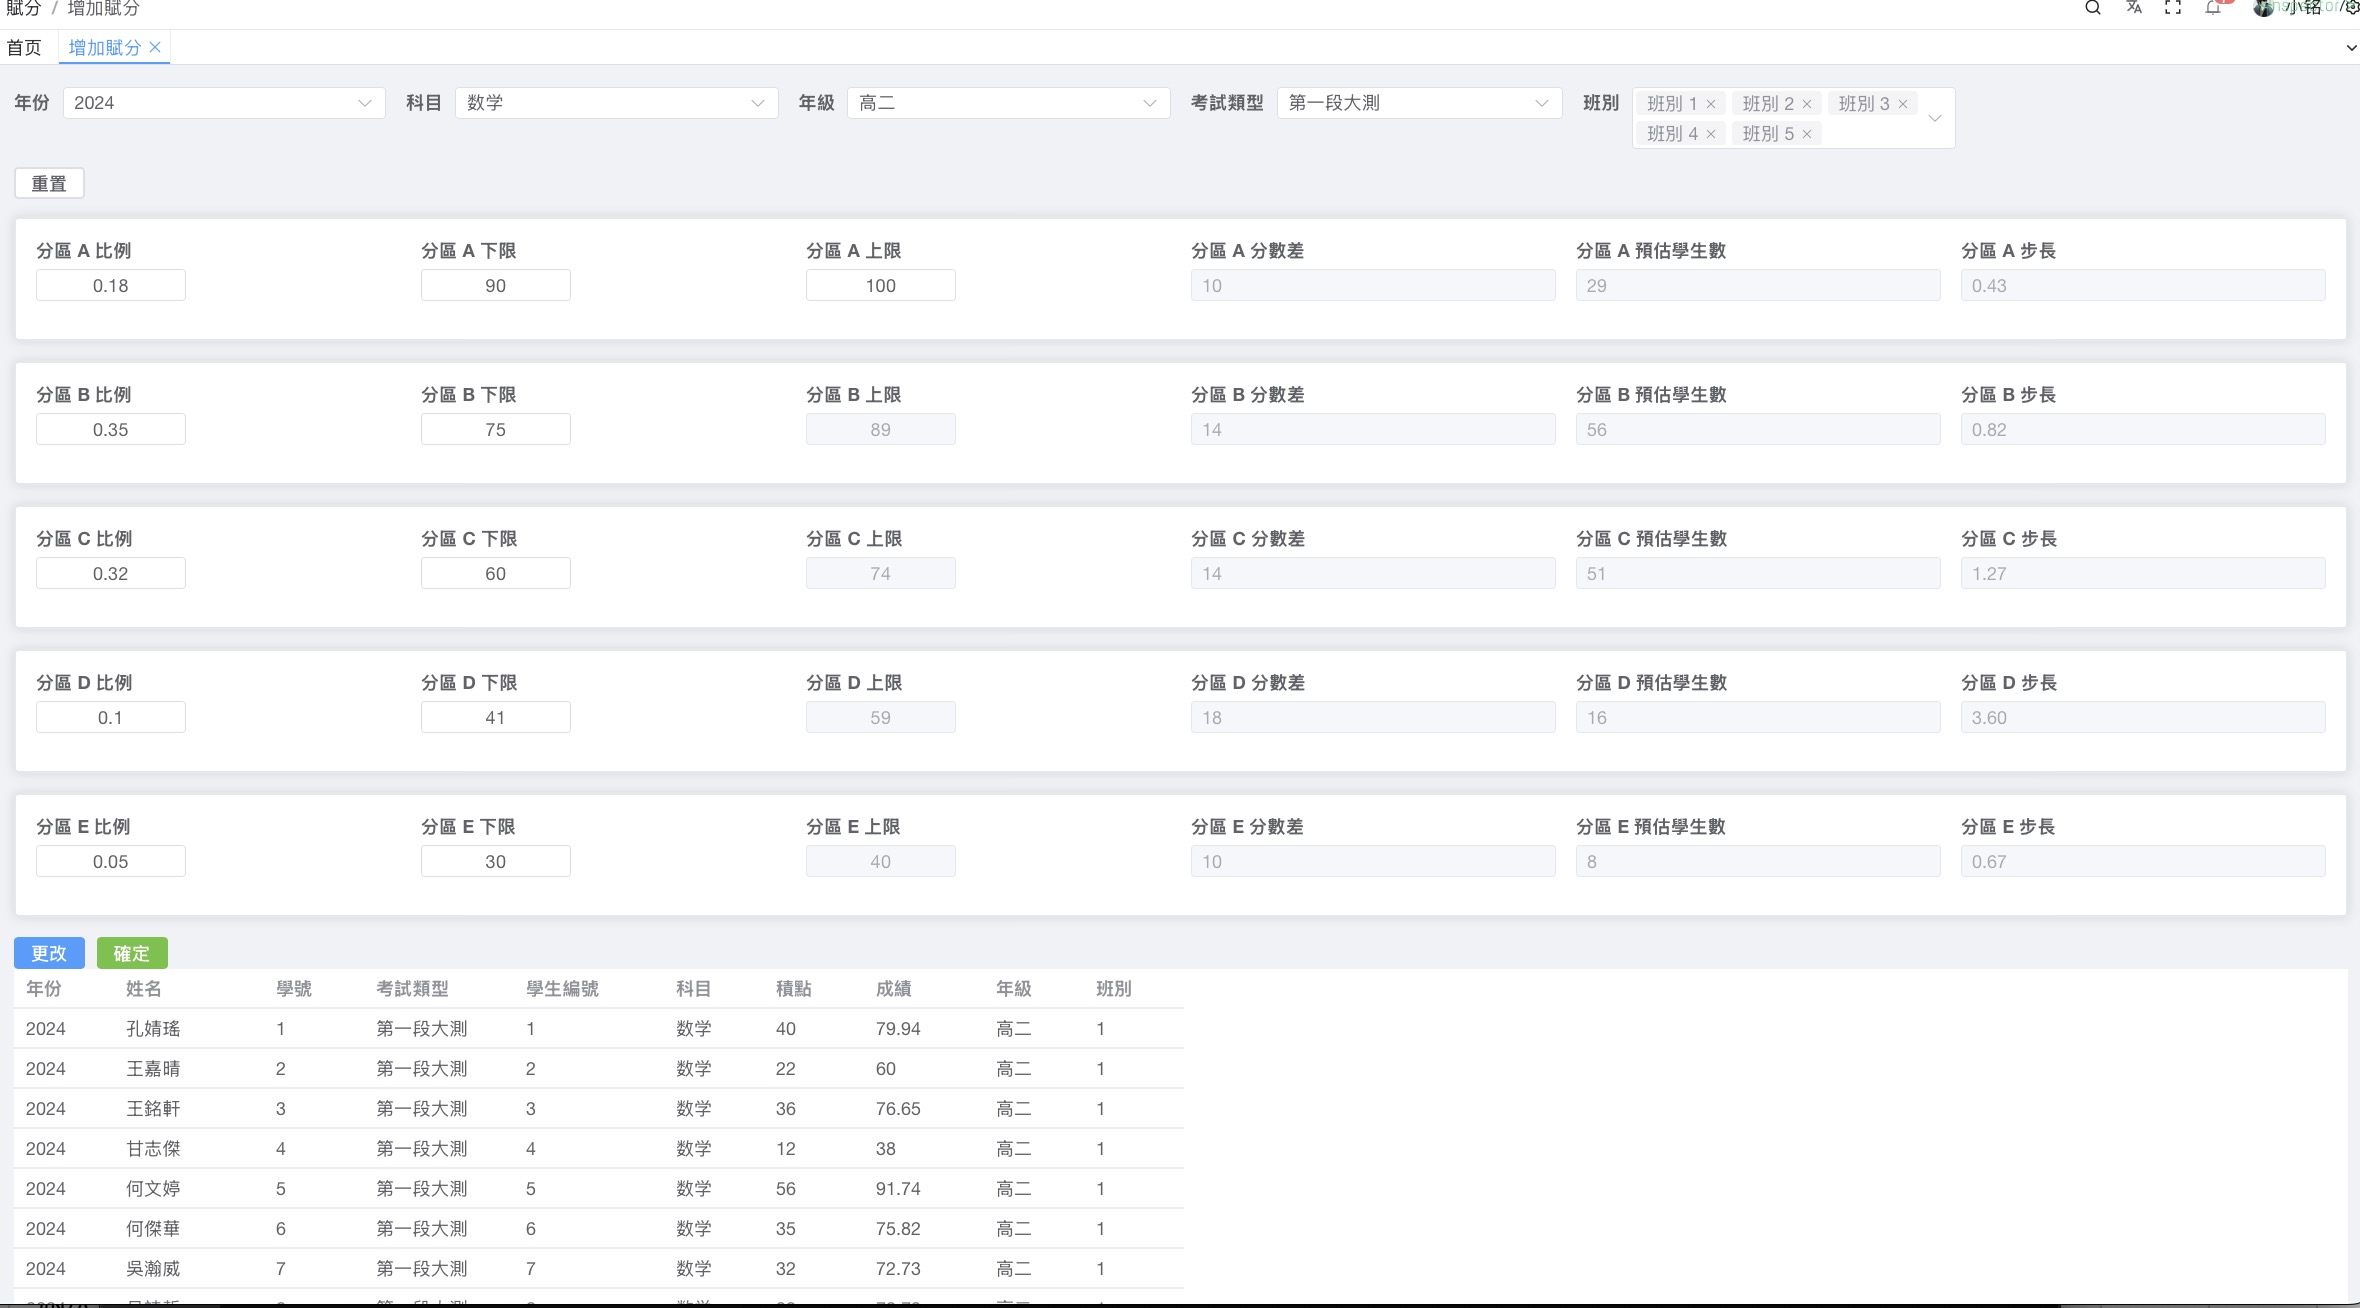 賦分 / 增加賦分
首页 增加賦分
年份 2024 科目 数学 年級 高二 考試類型 第一段大測 班別 班別 1 班別 2 班別 3
班別 4 班別 5
重置
分區 A 比例 分區 A 下限 分區 A 上限 分區 A 分數差 分區 A 預估學生數 分區 A 步長
0.18 90 100 10 29 0.43
分區 B 比例 分區 B 下限 分區 B 上限 分區 B 分數差 分區 B 預估學生數 分區 B 步長
0.35 75 89 14 56 0.82
分區 C 比例 分區 C 下限 分區 C 上限 分區 C 分數差 分區 C 預估學生數 分區 C 步長
0.32 60 74 14 51 1.27
分區 D 比例 分區 D 下限 分區 D 上限 分區 D 分數差 分區 D 預估學生數 分區 D 步長
0.1 41 59 18 16 3.60
分區 E 比例 分區 E 下限 分區 E 上限 分區 E 分數差 分區 E 預估學生數 分區 E 步長
0.05 30 40 10 8 0.67
更改 確定
年份 姓名 學號 考試類型 學生編號 科目 積點 成績 年級 班別
2024 孔婧瑤 1 第一段大測 1 数学 40 79.94 高二 1
2024 王嘉晴 2 第一段大測 2 数学 22 60 高二 1
2024 王銘軒 3 第一段大測 3 数学 36 76.65 高二 1
2024 甘志傑 4 第一段大測 4 数学 12 38 高二 1
2024 何文婷 5 第一段大測 5 数学 56 91.74 高二 1
2024 何傑華 6 第一段大測 6 数学 35 75.82 高二 1
2024 吳瀚威 7 第一段大測 7 数学 32 72.73 高二 1